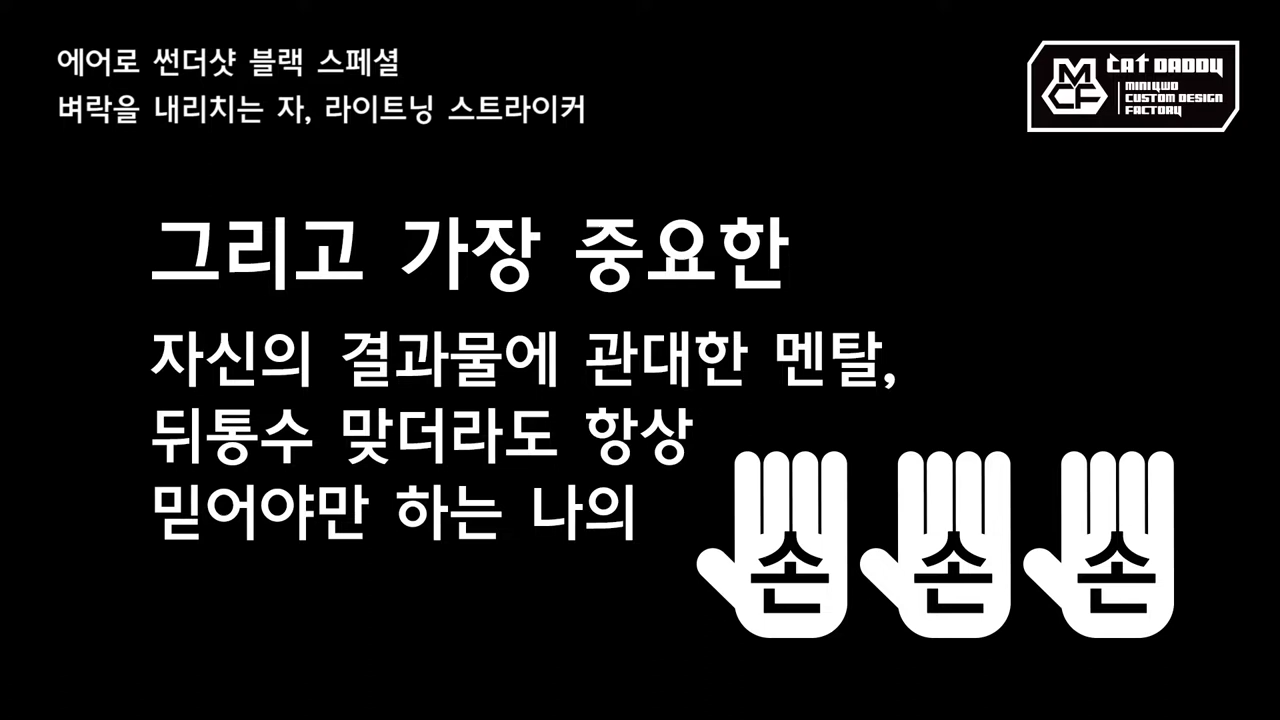 에어로 썬더샷 블랙 스페셜
벼락을 내리치는 자, 라이트닝 스트라이커
MCF
CAT DADDY
MINI4WD
CUSTOM DESIGN
FACTORY
그리고 가장 중요한
자신의 결과물에 관대한 멘탈,
뒤통수 맞더라도 항상
믿어야만 하는 나의
손 손 손